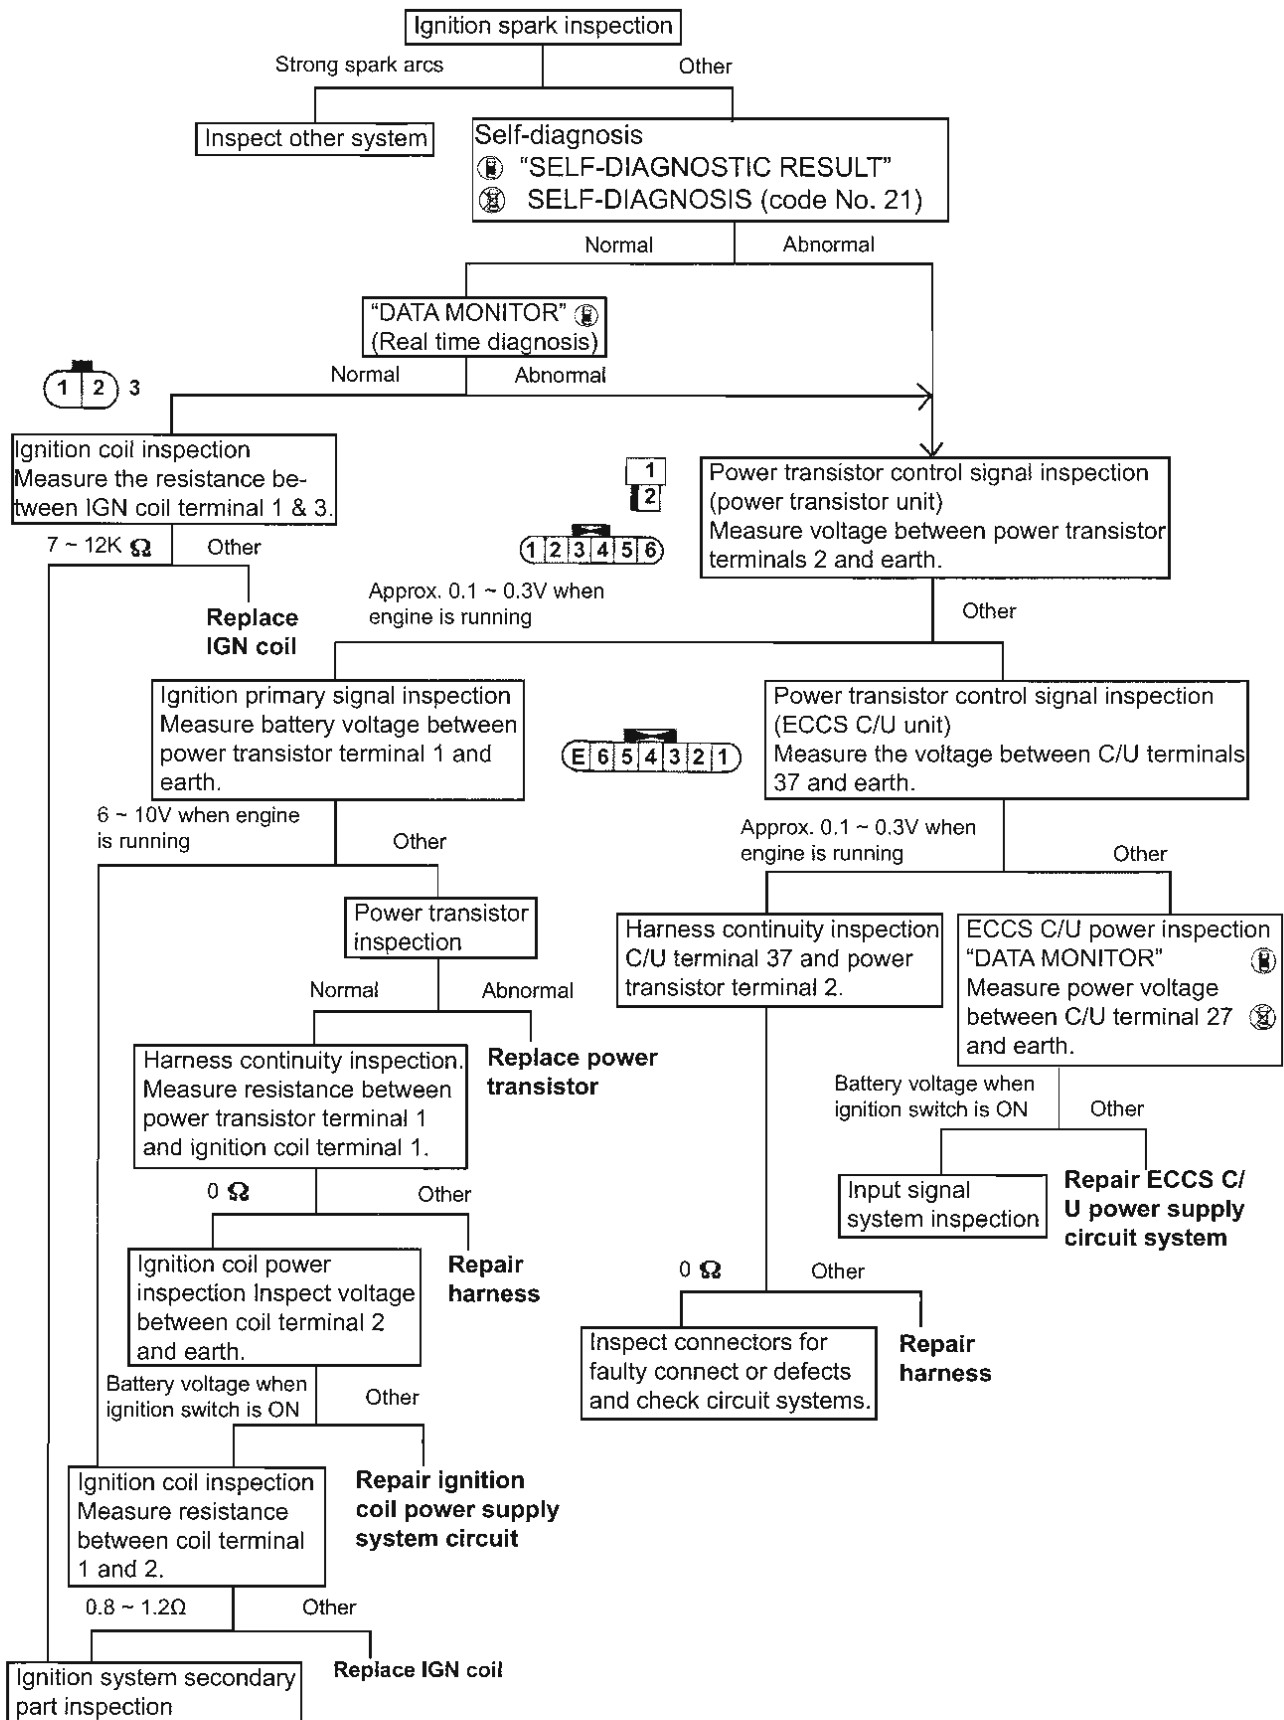 Ignition spark inspection
Strong spark arcs
Other
Inspect other system
Self-diagnosis
“SELF-DIAGNOSTIC RESULT”
SELF-DIAGNOSIS (code No. 21)
Normal
Abnormal
“DATA MONITOR”
(Real time diagnosis)
Normal
Abnormal
1 2 3
Ignition coil inspection
Measure the resistance be-
tween IGN coil terminal 1 & 3.
7 ~ 12K Ω
Other
Replace
IGN coil
1
2
1 2 3 4 5 6
Power transistor control signal inspection
(power transistor unit)
Measure voltage between power transistor
terminals 2 and earth.
Approx. 0.1 ~ 0.3V when
engine is running
Other
Ignition primary signal inspection
Measure battery voltage between
power transistor terminal 1 and
earth.
E 6 5 4 3 2 1
Power transistor control signal inspection
(ECCS C/U unit)
Measure the voltage between C/U terminals
37 and earth.
6 ~ 10V when engine
is running
Other
Approx. 0.1 ~ 0.3V when
engine is running
Other
Power transistor
inspection
Normal
Abnormal
Harness continuity inspection
C/U terminal 37 and power
transistor terminal 2.
ECCS C/U power inspection
“DATA MONITOR”
Measure power voltage
between C/U terminal 27
and earth.
Harness continuity inspection.
Measure resistance between
power transistor terminal 1
and ignition coil terminal 1.
Replace power
transistor
Battery voltage when
ignition switch is ON
Other
0 Ω
Other
Input signal
system inspection
Repair ECCS C/
U power supply
circuit system
Ignition coil power
inspection Inspect voltage
between coil terminal 2
and earth.
Repair
harness
0 Ω
Other
Inspect connectors for
faulty connect or defects
and check circuit systems.
Repair
harness
Battery voltage when
ignition switch is ON
Other
Ignition coil inspection
Measure resistance
between coil terminal
1 and 2.
Repair ignition
coil power supply
system circuit
0.8 ~ 1.2Ω
Other
Ignition system secondary
part inspection
Replace IGN coil